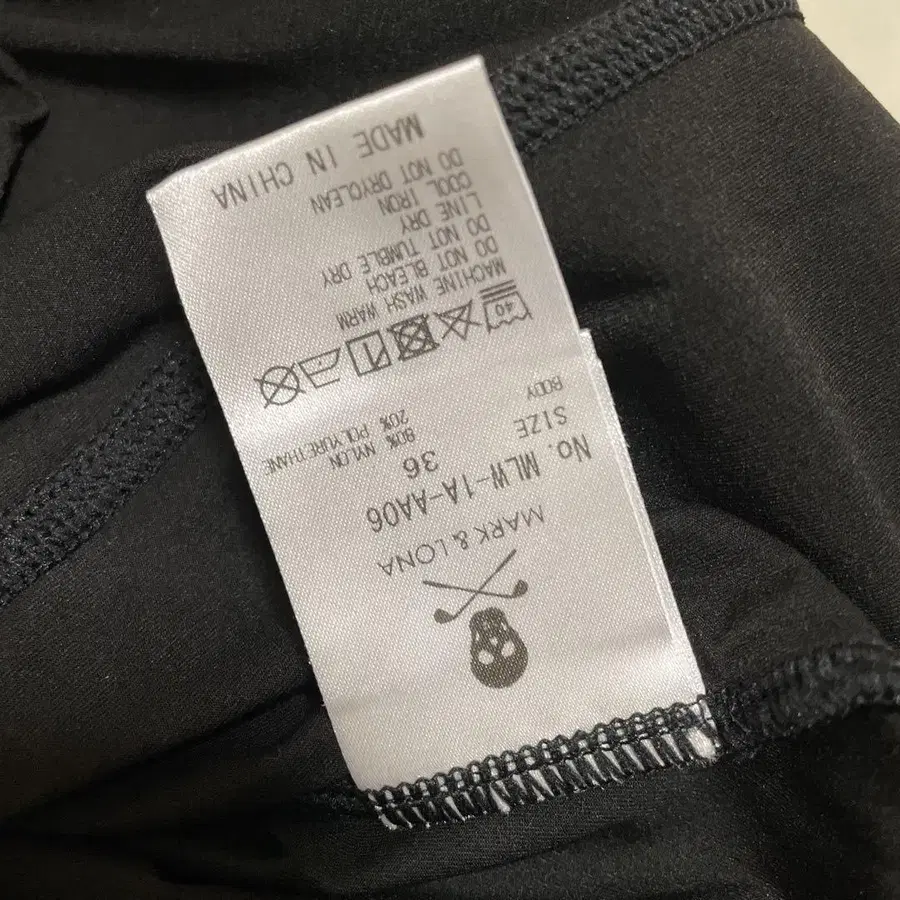 MARK & LONA
No. MLW-1A-AA06
SIZE 36
BODY 80% NYLON
20% POLYURETHANE
40
MACHINE WASH WARM
DO NOT BLEACH
DO NOT TUMBLE DRY
LINE DRY
COOL IRON
DO NOT DRYCLEAN
MADE IN CHINA